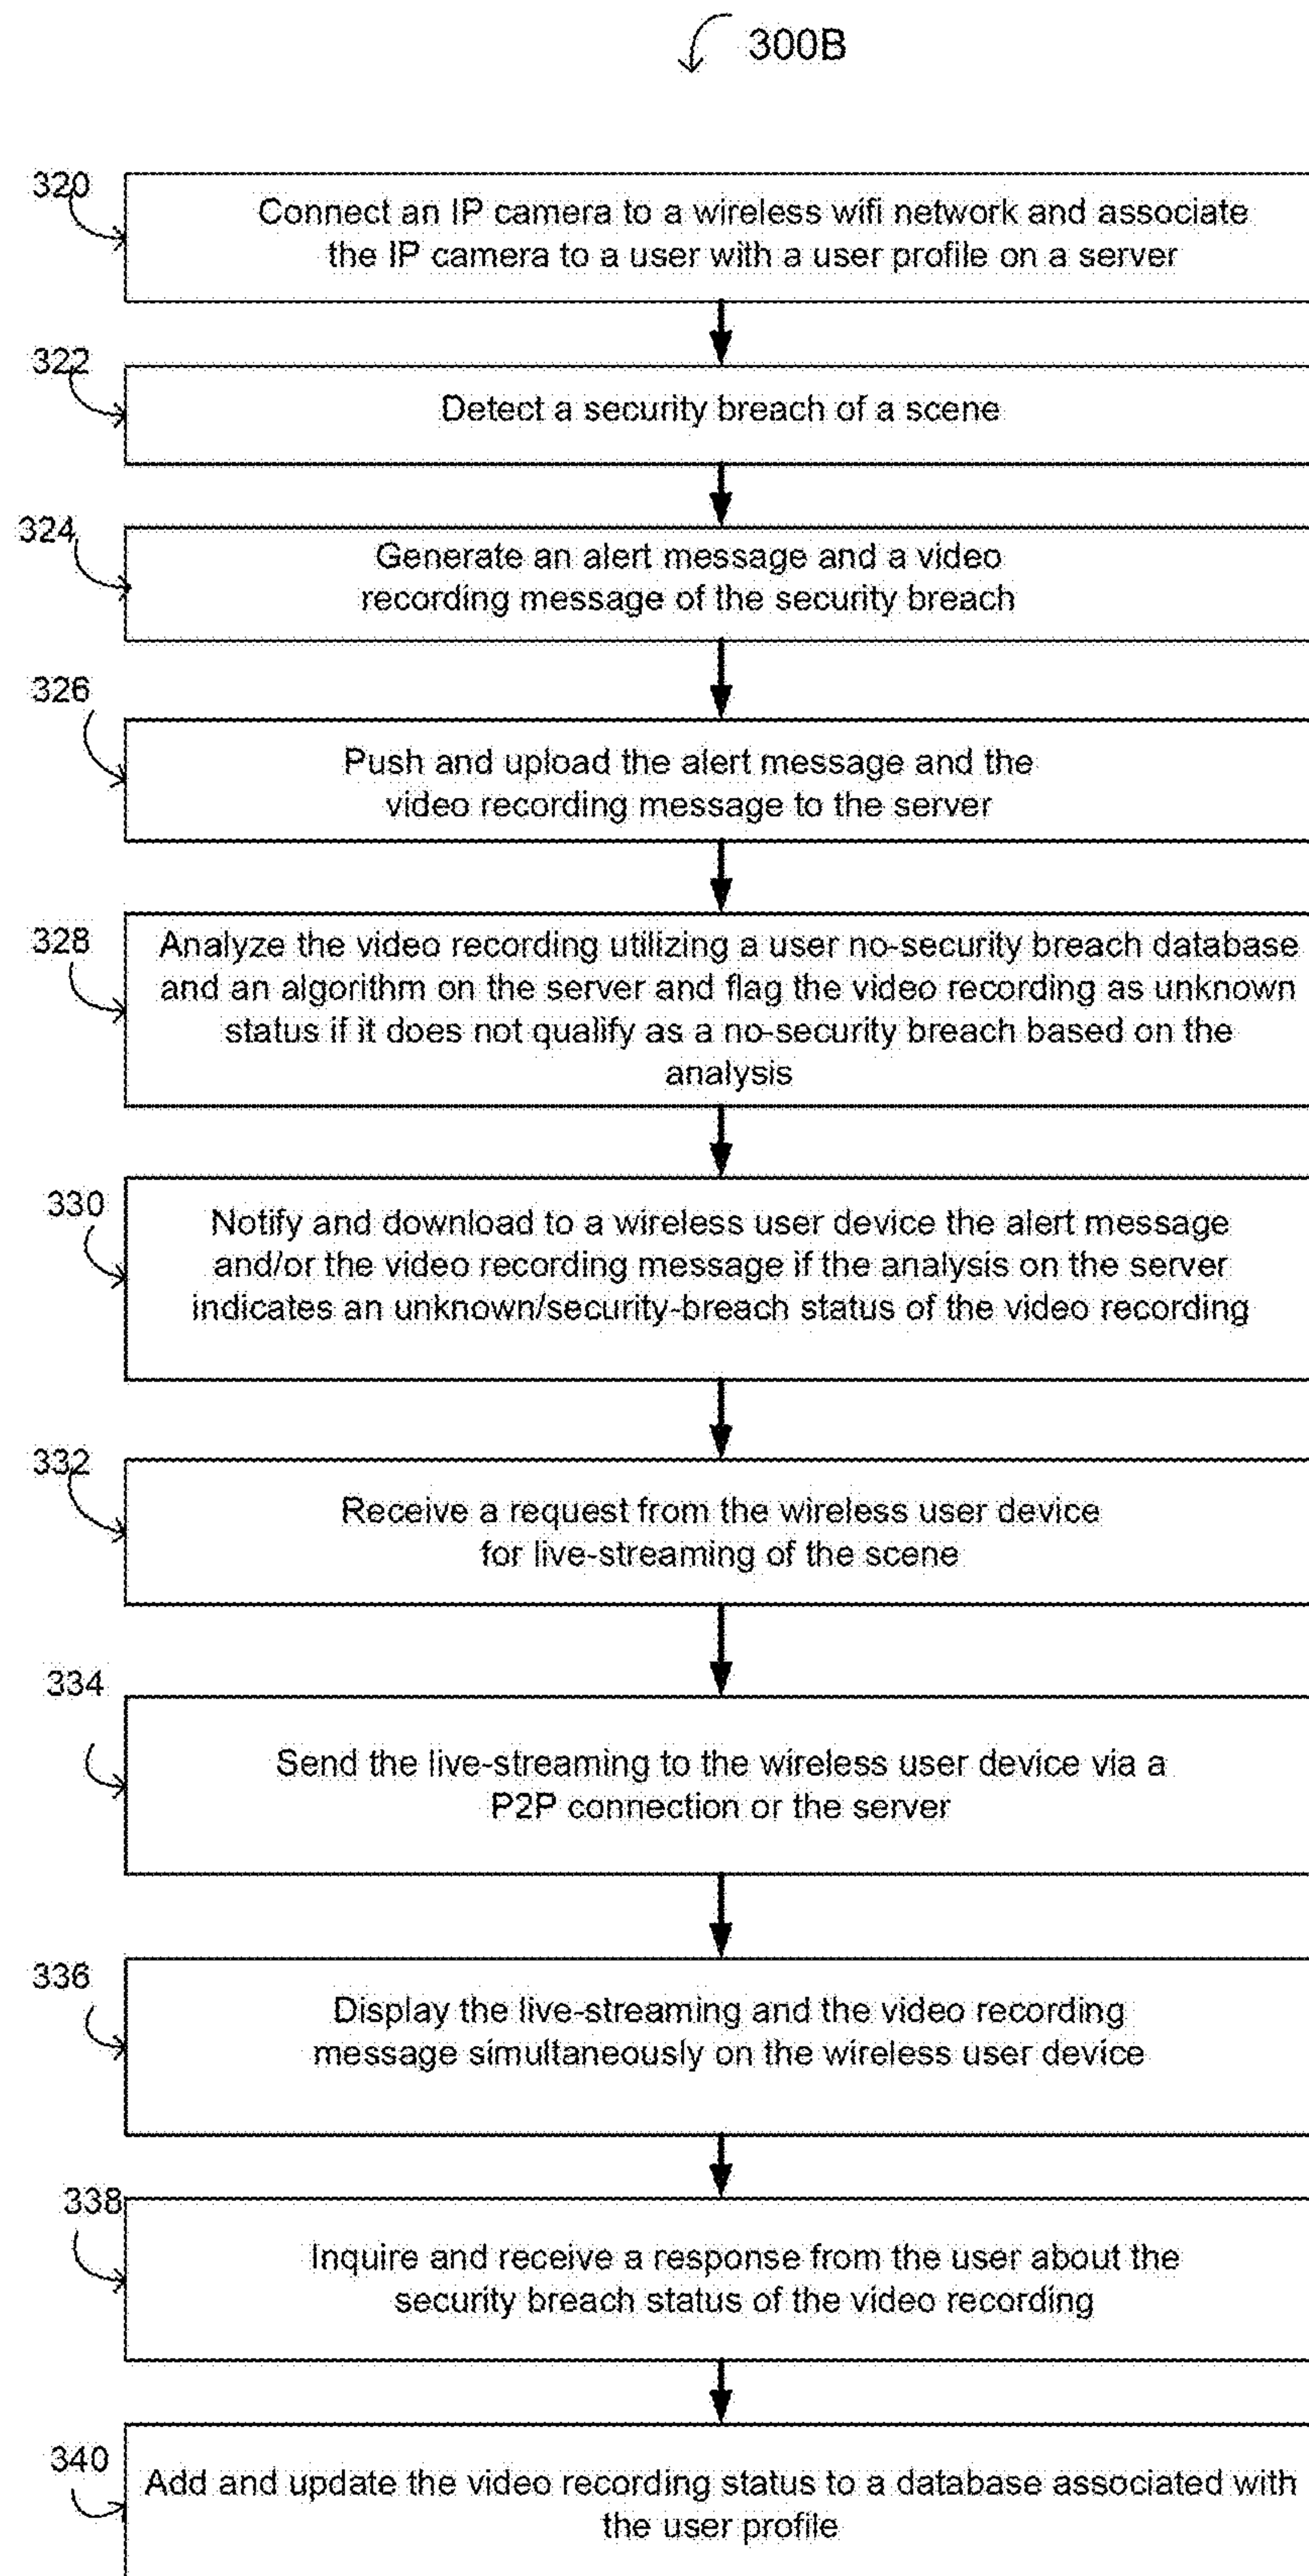 300B
320
Connect an IP camera to a wireless wifi network and associate
the IP camera to a user with a user profile on a server
322
Detect a security breach of a scene
324
Generate an alert message and a video
recording message of the security breach
326
Push and upload the alert message and the
video recording message to the server
328
Analyze the video recording utilizing a user no-security breach database
and an algorithm on the server and flag the video recording as unknown
status if it does not qualify as a no-security breach based on the
analysis
330
Notify and download to a wireless user device the alert message
and/or the video recording message if the analysis on the server
indicates an unknown/security-breach status of the video recording
332
Receive a request from the wireless user device
for live-streaming of the scene
334
Send the live-streaming to the wireless user device via a
P2P connection or the server
336
Display the live-streaming and the video recording
message simultaneously on the wireless user device
338
Inquire and receive a response from the user about the
security breach status of the video recording
340
Add and update the video recording status to a database associated with
the user profile